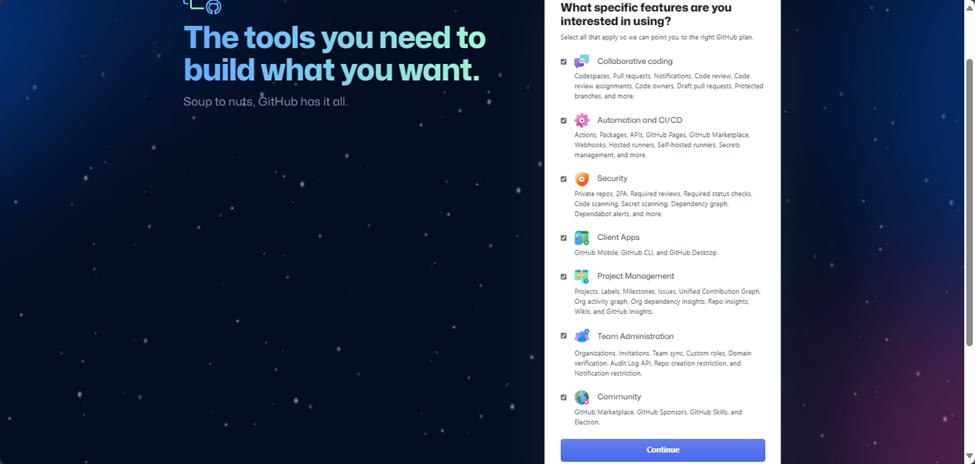 The tools you need to
build what you want.
Soup to nuts, GitHub has it all.
What specific features are you
interested in using?
Select all that apply so we can point you to the right GitHub plan.
Collaborative coding
Codespaces, Pull requests, Notifications, Code review, Code
review assignments, Code owners, Draft pull requests, Protected
branches, and more.
Automation and CI/CD
Actions, Packages, APIs, GitHub Pages, GitHub Marketplace,
Webhooks, Hosted runners, Self-hosted runners, Secrets
management, and more.
Security
Private repos, 2FA, Required reviews, Required status checks,
Code scanning, Secret scanning, Dependency graph,
Dependabot alerts, and more.
Client Apps
GitHub Mobile, GitHub CLI, and GitHub Desktop.
Project Management
Projects, Labels, Milestones, Issues, Unified Contribution Graph,
Org activity graph, Org dependency insights, Repo insights,
Wikis, and GitHub Insights.
Team Administration
Organizations, Invitations, Team sync, Custom roles, Domain
verification, Audit Log API, Repo creation restriction, and
Notification restriction.
Community
GitHub Marketplace, GitHub Sponsors, GitHub Skills, and
Electron.
Continue